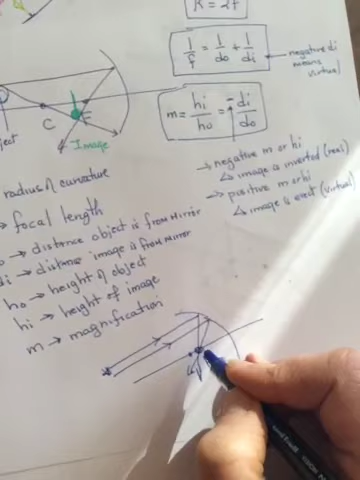 R = 2f
1/f = 1/do + 1/di
negative di
means
virtual
m = hi/ho = -di/do
C
F
Image
→ negative m or hi
↳ image is inverted (real)
→ positive m or hi
↳ image is erect (virtual)
radius of curvature
→ focal length
→ distance object is from mirror
di → distance image is from mirror
ho → height of object
hi → height of image
m → magnification